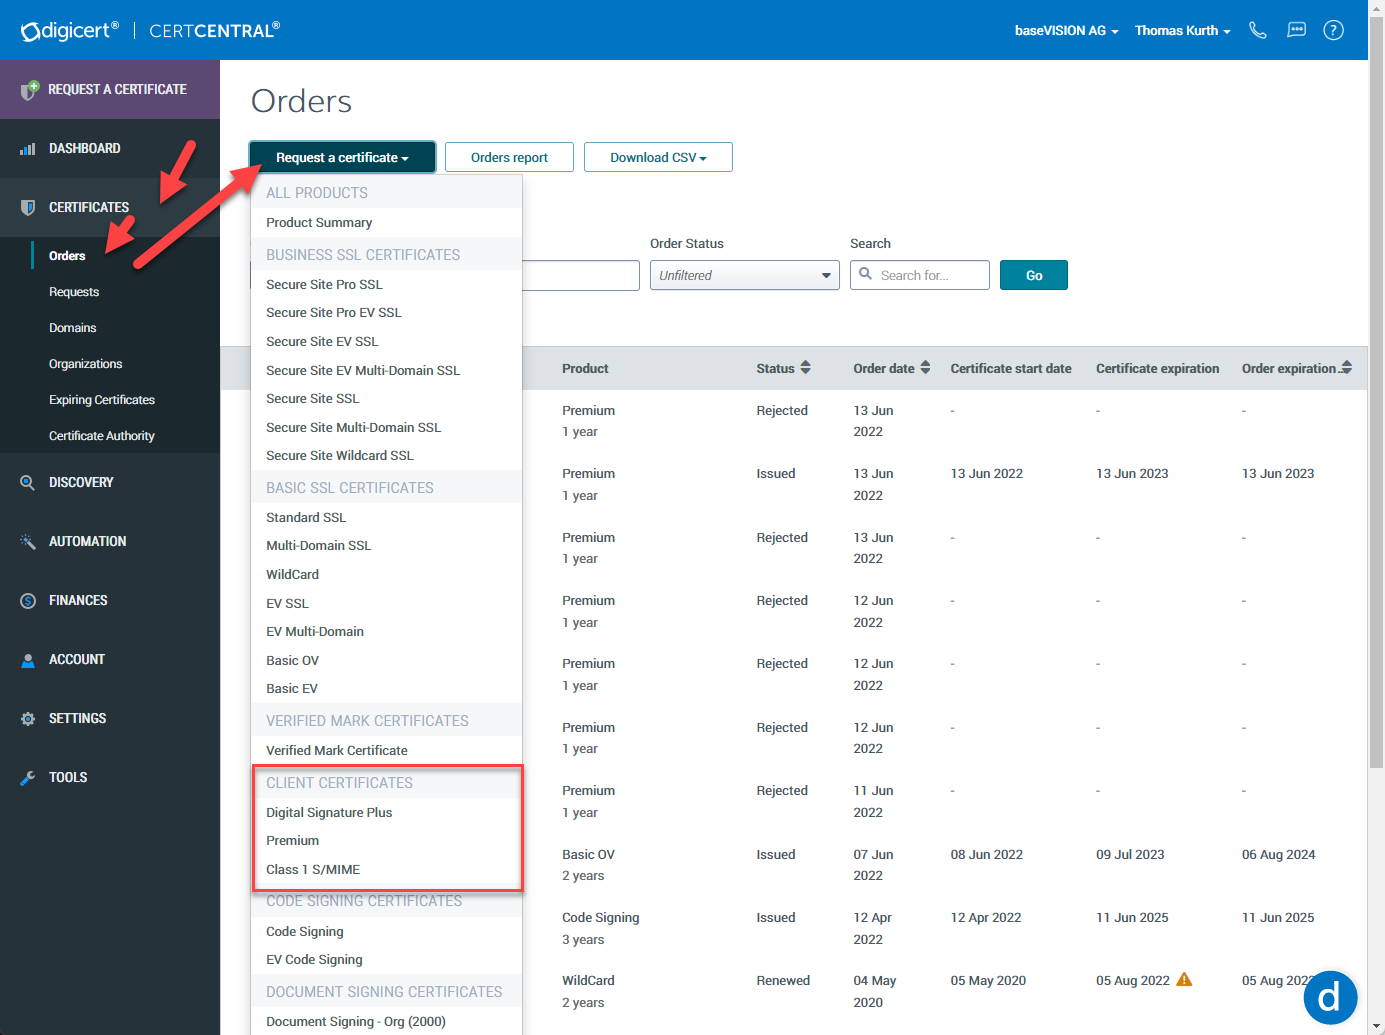 digicert® | CERTCENTRAL®
baseVISION AG
Thomas Kurth
?
REQUEST A CERTIFICATE
DASHBOARD
CERTIFICATES
Orders
Requests
Domains
Organizations
Expiring Certificates
Certificate Authority
DISCOVERY
AUTOMATION
FINANCES
ACCOUNT
SETTINGS
TOOLS
Orders
Request a certificate
Orders report
Download CSV
ALL PRODUCTS
Product Summary
BUSINESS SSL CERTIFICATES
Secure Site Pro SSL
Secure Site Pro EV SSL
Secure Site EV SSL
Secure Site EV Multi-Domain SSL
Secure Site SSL
Secure Site Multi-Domain SSL
Secure Site Wildcard SSL
BASIC SSL CERTIFICATES
Standard SSL
Multi-Domain SSL
WildCard
EV SSL
EV Multi-Domain
Basic OV
Basic EV
VERIFIED MARK CERTIFICATES
Verified Mark Certificate
CLIENT CERTIFICATES
Digital Signature Plus
Premium
Class 1 S/MIME
CODE SIGNING CERTIFICATES
Code Signing
EV Code Signing
DOCUMENT SIGNING CERTIFICATES
Document Signing - Org (2000)
Order Status
Unfiltered
Search
Search for...
Go
Product Status Order date Certificate start date Certificate expiration Order expiration...
Premium Rejected 13 Jun - - -
1 year 2022
Premium Issued 13 Jun 13 Jun 2022 13 Jun 2023 13 Jun 2023
1 year 2022
Premium Rejected 13 Jun - - -
1 year 2022
Premium Rejected 12 Jun - - -
1 year 2022
Premium Rejected 12 Jun - - -
1 year 2022
Premium Rejected 12 Jun - - -
1 year 2022
Premium Rejected 11 Jun - - -
1 year 2022
Basic OV Issued 07 Jun 08 Jun 2022 09 Jul 2023 06 Aug 2024
2 years 2022
Code Signing Issued 12 Apr 12 Apr 2022 11 Jun 2025 11 Jun 2025
3 years 2022
WildCard Renewed 04 May 05 May 2020 05 Aug 2022 05 Aug 2022
2 years 2020
d